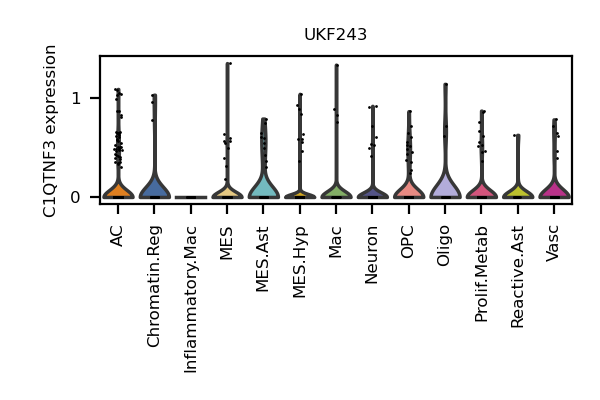 UKF243
C1QTNF3 expression
1
0
AC
Chromatin.Reg
Inflammatory.Mac
MES
MES.Ast
MES.Hyp
Mac
Neuron
OPC
Oligo
Prolif.Metab
Reactive.Ast
Vasc